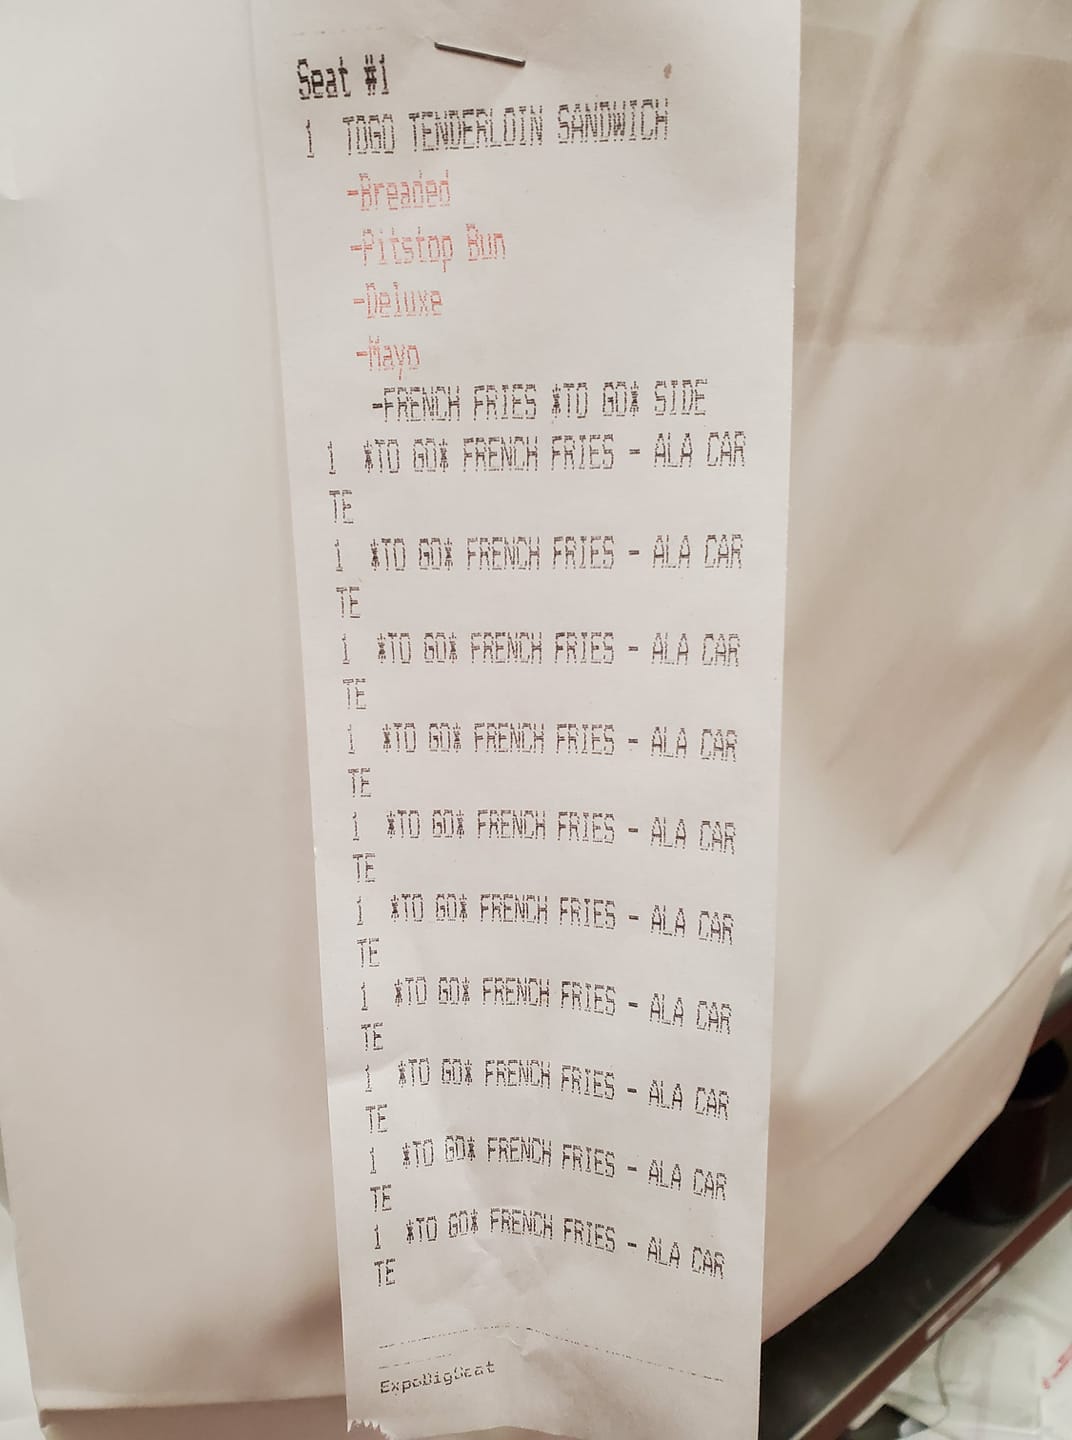 Seat #1
1 TOGO TENDERLOIN SANDWICH
-Breaded
-Pitstop Bun
-Deluxe
-Mayo
-FRENCH FRIES *TO GO* SIDE
1 *TO GO* FRENCH FRIES - ALA CAR
TE
1 *TO GO* FRENCH FRIES - ALA CAR
TE
1 *TO GO* FRENCH FRIES - ALA CAR
TE
1 *TO GO* FRENCH FRIES - ALA CAR
TE
1 *TO GO* FRENCH FRIES - ALA CAR
TE
1 *TO GO* FRENCH FRIES - ALA CAR
TE
1 *TO GO* FRENCH FRIES - ALA CAR
TE
1 *TO GO* FRENCH FRIES - ALA CAR
TE
1 *TO GO* FRENCH FRIES - ALA CAR
TE
1 *TO GO* FRENCH FRIES - ALA CAR
TE